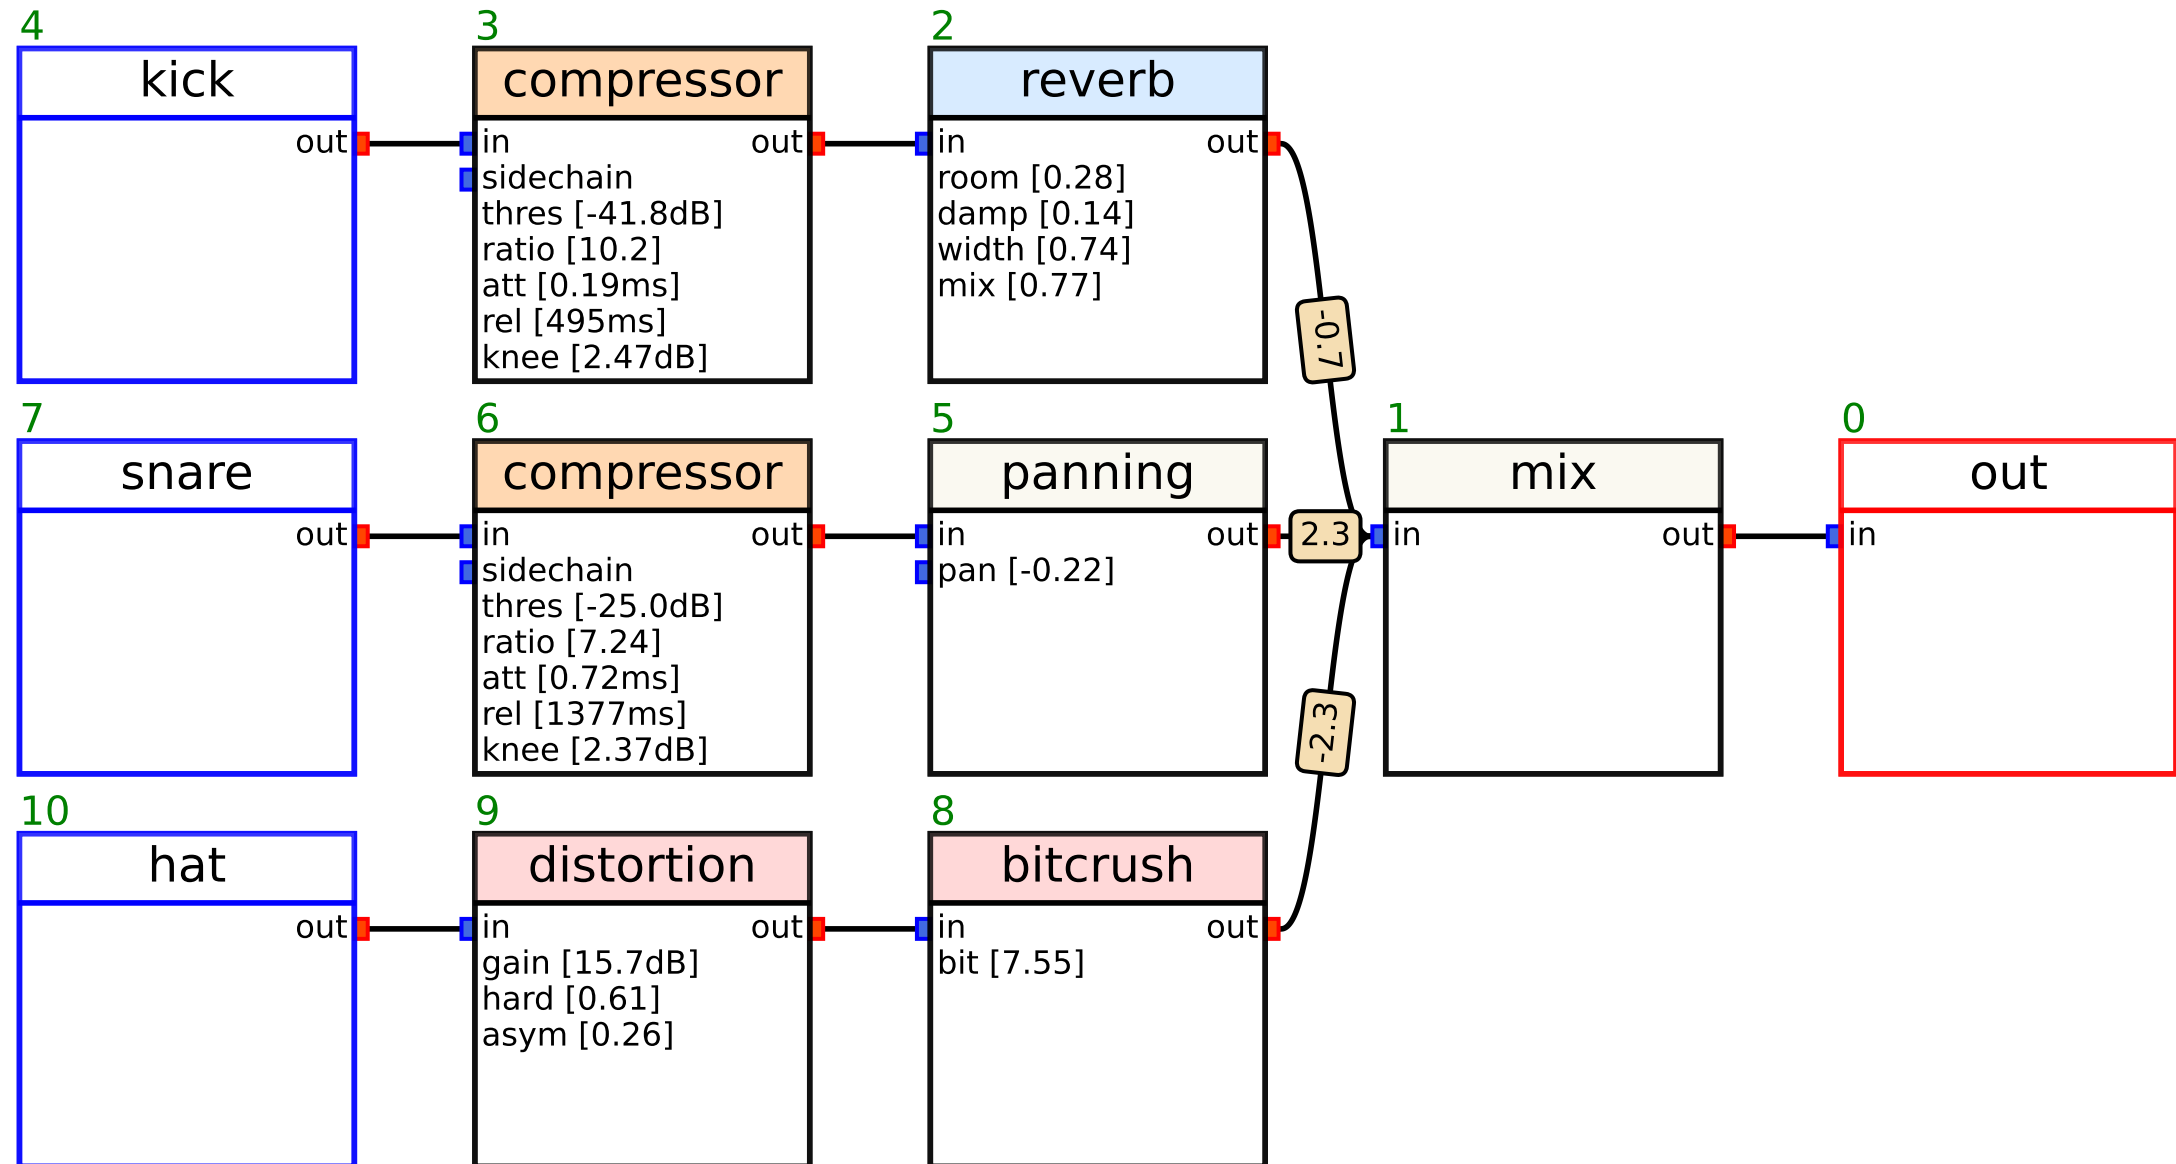 4
kick
out
3
compressor
in out
sidechain
thres [-41.8dB]
ratio [10.2]
att [0.19ms]
rel [495ms]
knee [2.47dB]
2
reverb
in out
room [0.28]
damp [0.14]
width [0.74]
mix [0.77]
-0.7
7
snare
out
6
compressor
in out
sidechain
thres [-25.0dB]
ratio [7.24]
att [0.72ms]
rel [1377ms]
knee [2.37dB]
5
panning
in out
pan [-0.22]
2.3
1
mix
in out
0
out
in
10
hat
out
9
distortion
in out
gain [15.7dB]
hard [0.61]
asym [0.26]
8
bitcrush
in out
bit [7.55]
-2.3